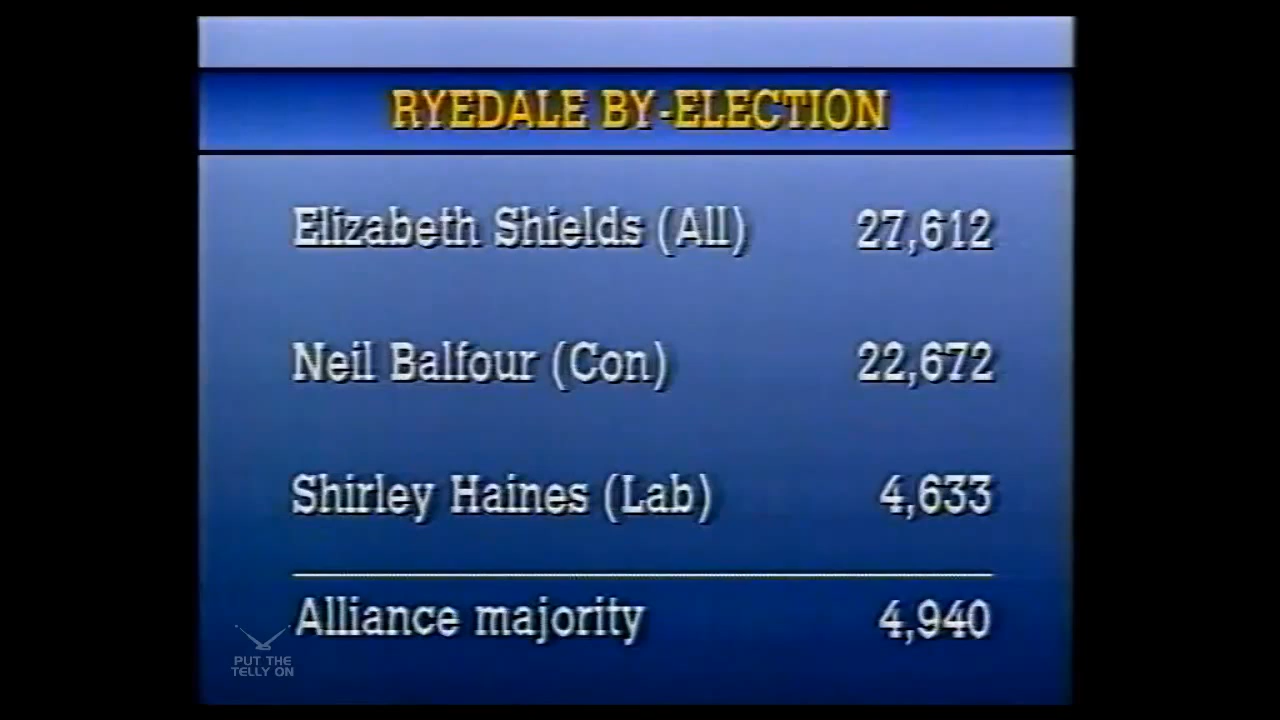 RYEDALE BY-ELECTION
Elizabeth Shields (All) 27,612
Neil Balfour (Con) 22,672
Shirley Haines (Lab) 4,633
Alliance majority 4,940
PUT THE
TELLY ON